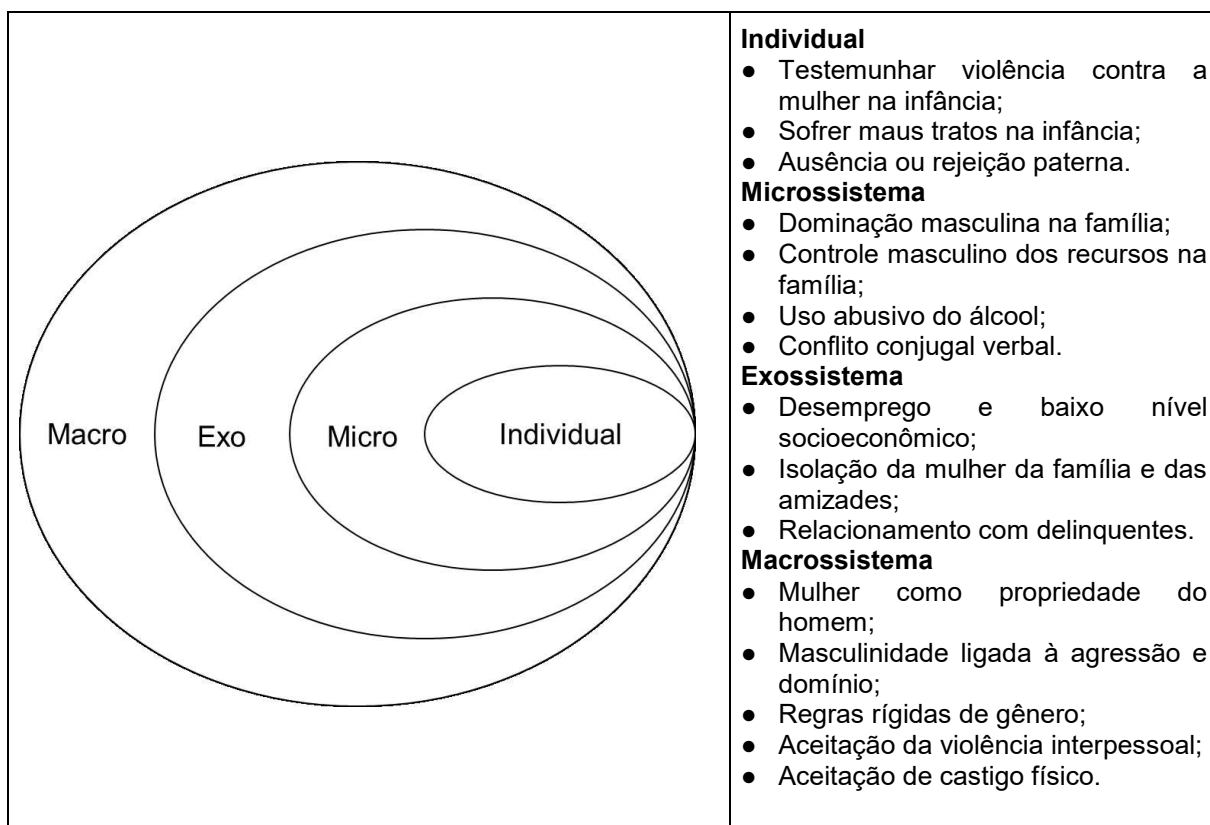 Macro
Exo
Micro
Individual
Individual
● Testemunhar violência contra a
mulher na infância;
● Sofrer maus tratos na infância;
● Ausência ou rejeição paterna.
Microssistema
● Dominação masculina na família;
● Controle masculino dos recursos na
família;
● Uso abusivo do álcool;
● Conflito conjugal verbal.
Exossistema
● Desemprego e baixo nível
socioeconômico;
● Isolação da mulher da família e das
amizades;
● Relacionamento com delinquentes.
Macrossistema
● Mulher como propriedade do
homem;
● Masculinidade ligada à agressão e
domínio;
● Regras rígidas de gênero;
● Aceitação da violência interpessoal;
● Aceitação de castigo físico.